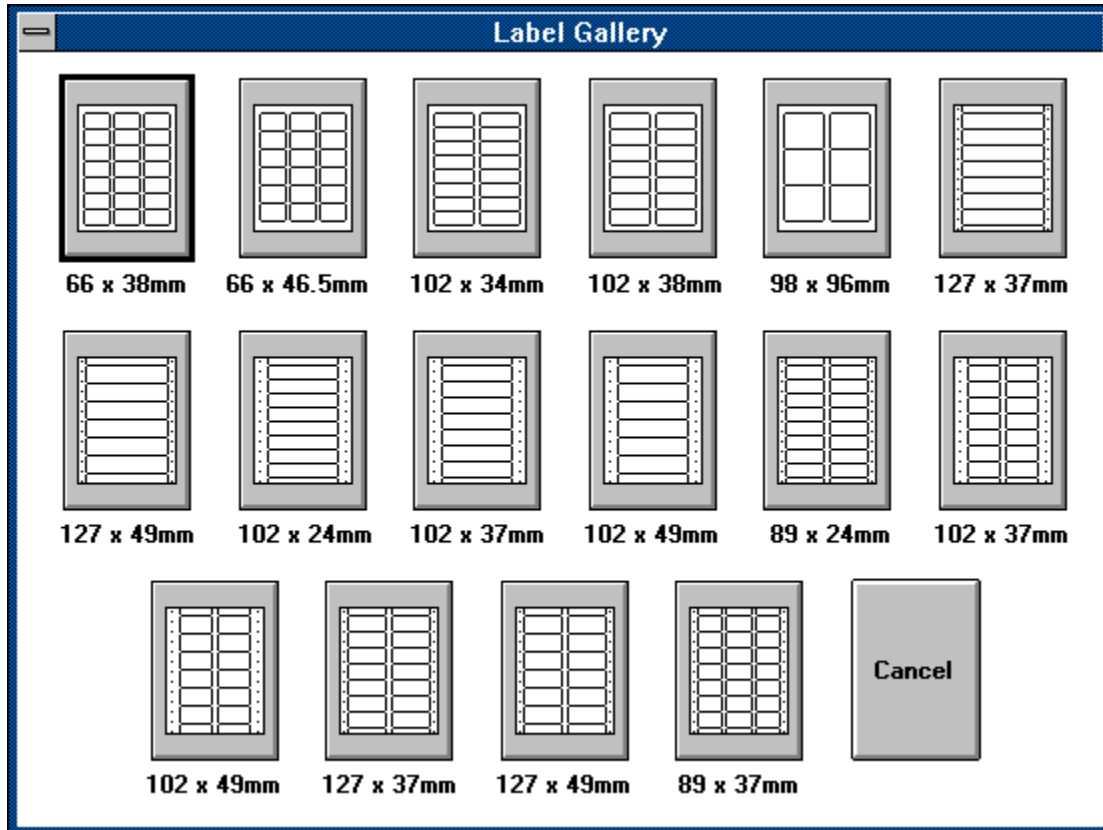 Label Gallery
66 x 38mm 66 x 46.5mm 102 x 34mm 102 x 38mm 98 x 96mm 127 x 37mm
127 x 49mm 102 x 24mm 102 x 37mm 102 x 49mm 89 x 24mm 102 x 37mm
Cancel
102 x 49mm 127 x 37mm 127 x 49mm 89 x 37mm